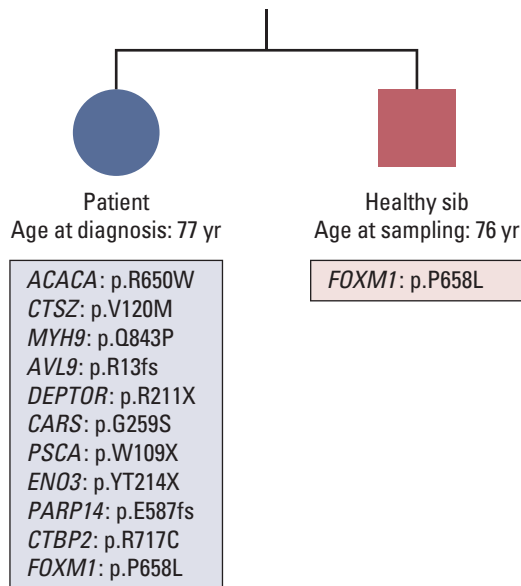 Patient
Age at diagnosis: 77 yr
Healthy sib
Age at sampling: 76 yr
ACACA: p.R650W
CTSZ: p.V120M
MYH9: p.Q843P
AVL9: p.R13fs
DEPTOR: p.R211X
CARS: p.G259S
PSCA: p.W109X
ENO3: p.YT214X
PARP14: p.E587fs
CTBP2: p.R717C
FOXM1: p.P658L
FOXM1: p.P658L